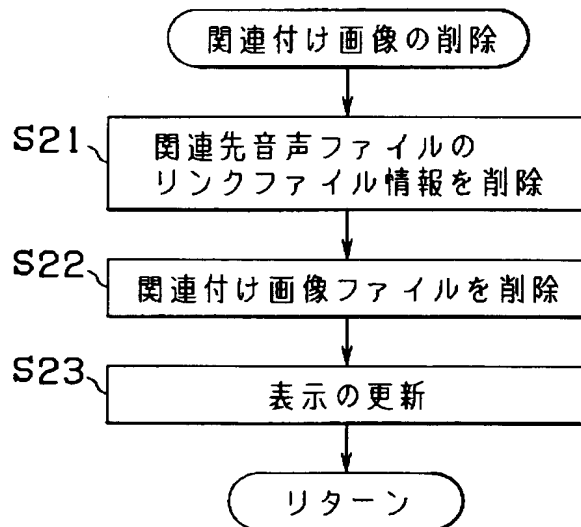 関連付け画像の削除
S21
関連先音声ファイルの
リンクファイル情報を削除
S22
関連付け画像ファイルを削除
S23
表示の更新
リターン